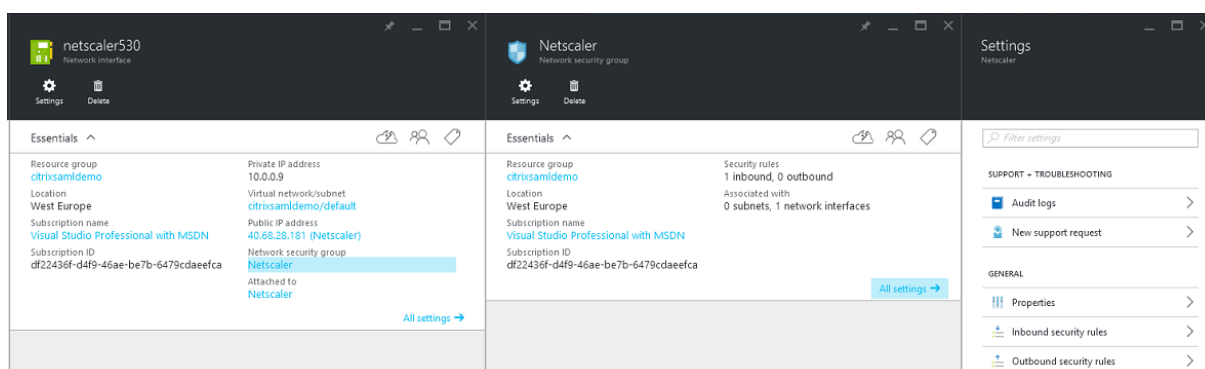 netscaler530
Network interface
Settings
Delete
Essentials
Resource group
citrixsamldemo
Location
West Europe
Subscription name
Visual Studio Professional with MSDN
Subscription ID
df22436f-d4f9-46ae-be7b-6479cdaeefca
Private IP address
10.0.0.9
Virtual network/subnet
citrixsamldemo/default
Public IP address
40.68.28.181 (Netscaler)
Network security group
Netscaler
Attached to
Netscaler
All settings →
Netscaler
Network security group
Settings
Delete
Essentials
Resource group
citrixsamldemo
Location
West Europe
Subscription name
Visual Studio Professional with MSDN
Subscription ID
df22436f-d4f9-46ae-be7b-6479cdaeefca
Security rules
1 inbound, 0 outbound
Associated with
0 subnets, 1 network interfaces
All settings →
Settings
Netscaler
Filter settings
SUPPORT + TROUBLESHOOTING
Audit logs
New support request
GENERAL
Properties
Inbound security rules
Outbound security rules